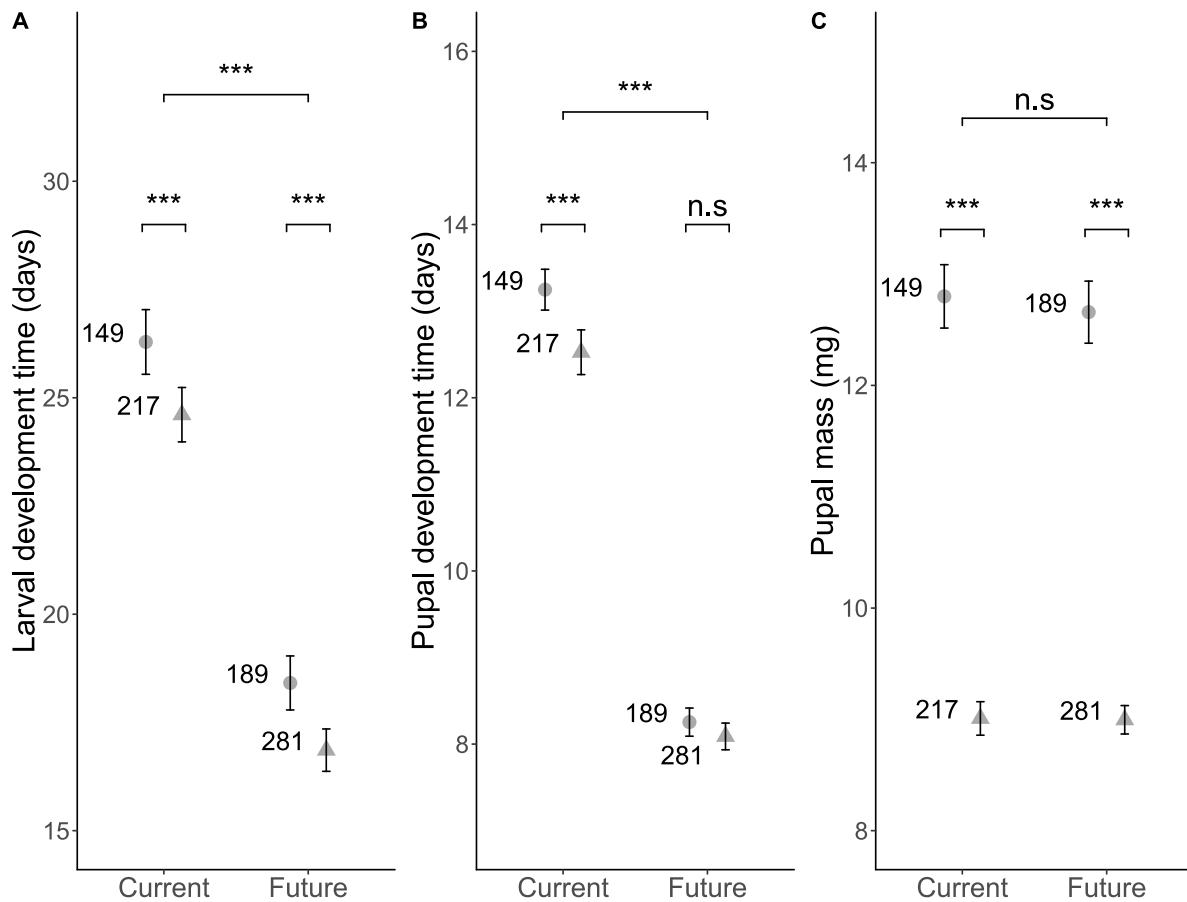 A
Larval development time (days)
30
25
20
15
***
***
***
149
217
189
281
Current
Future
B
Pupal development time (days)
16
14
12
10
8
***
***
n.s
149
217
189
281
Current
Future
C
Pupal mass (mg)
14
12
10
8
n.s
***
***
149
189
217
281
Current
Future